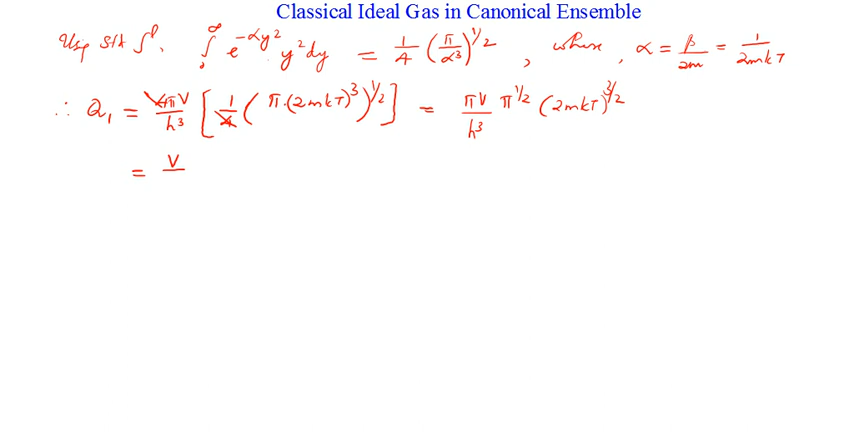 Classical Ideal Gas in Canonical Ensemble
Using std ∫ˡ, ∫₀^∞ e^{-αy²} y² dy = 1/4 (π/α³)^{1/2}, where, α = β/2m = 1/2mkT
∴ Q₁ = 4πV/h³ [1/4 (π·(2mkT)³)^{1/2}] = πV/h³ π^{1/2} (2mkT)^{3/2}
= V